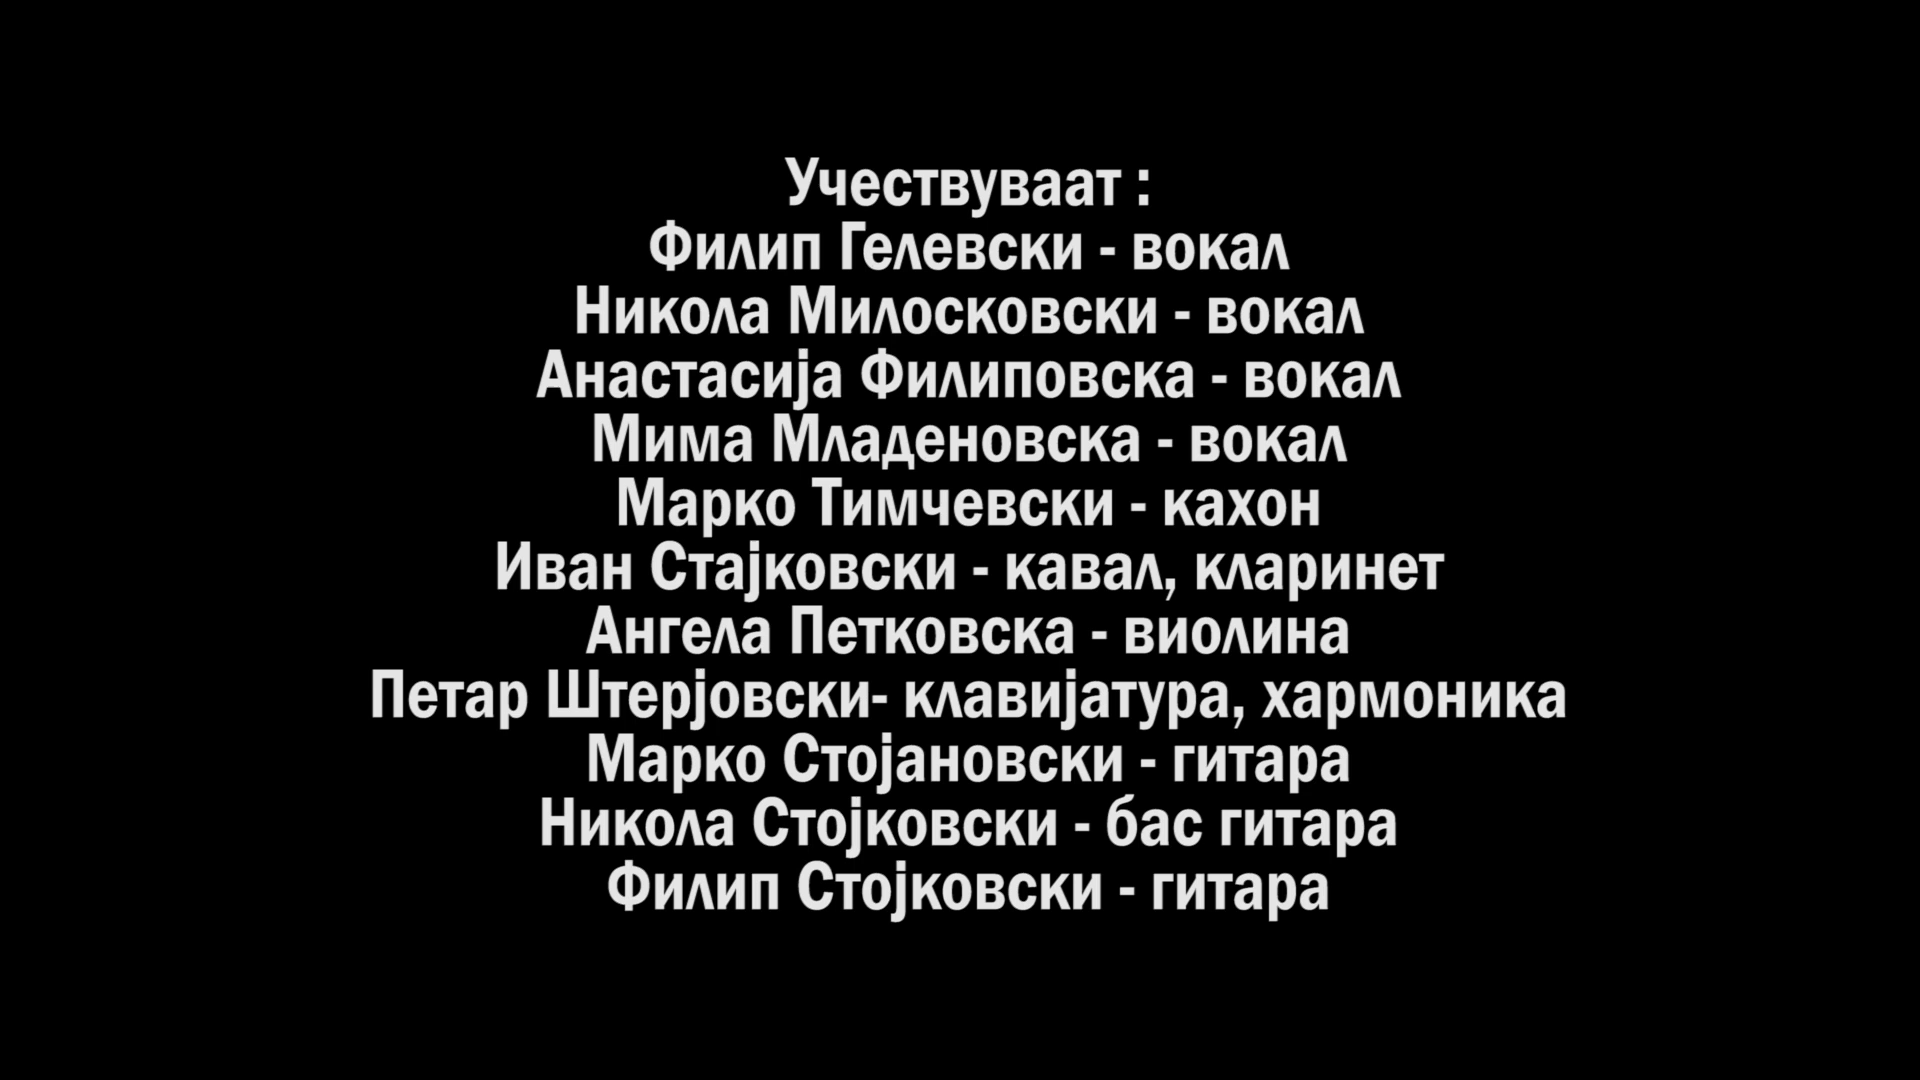 Учествуваат :
Филип Гелевски - вокал
Никола Милосковски - вокал
Анастасија Филиповска - вокал
Мима Младеновска - вокал
Марко Тимчевски - кахон
Иван Стајковски - кавал, кларинет
Ангела Петковска - виолина
Петар Штерјовски- клавијатура, хармоника
Марко Стојановски - гитара
Никола Стојковски - бас гитара
Филип Стојковски - гитара